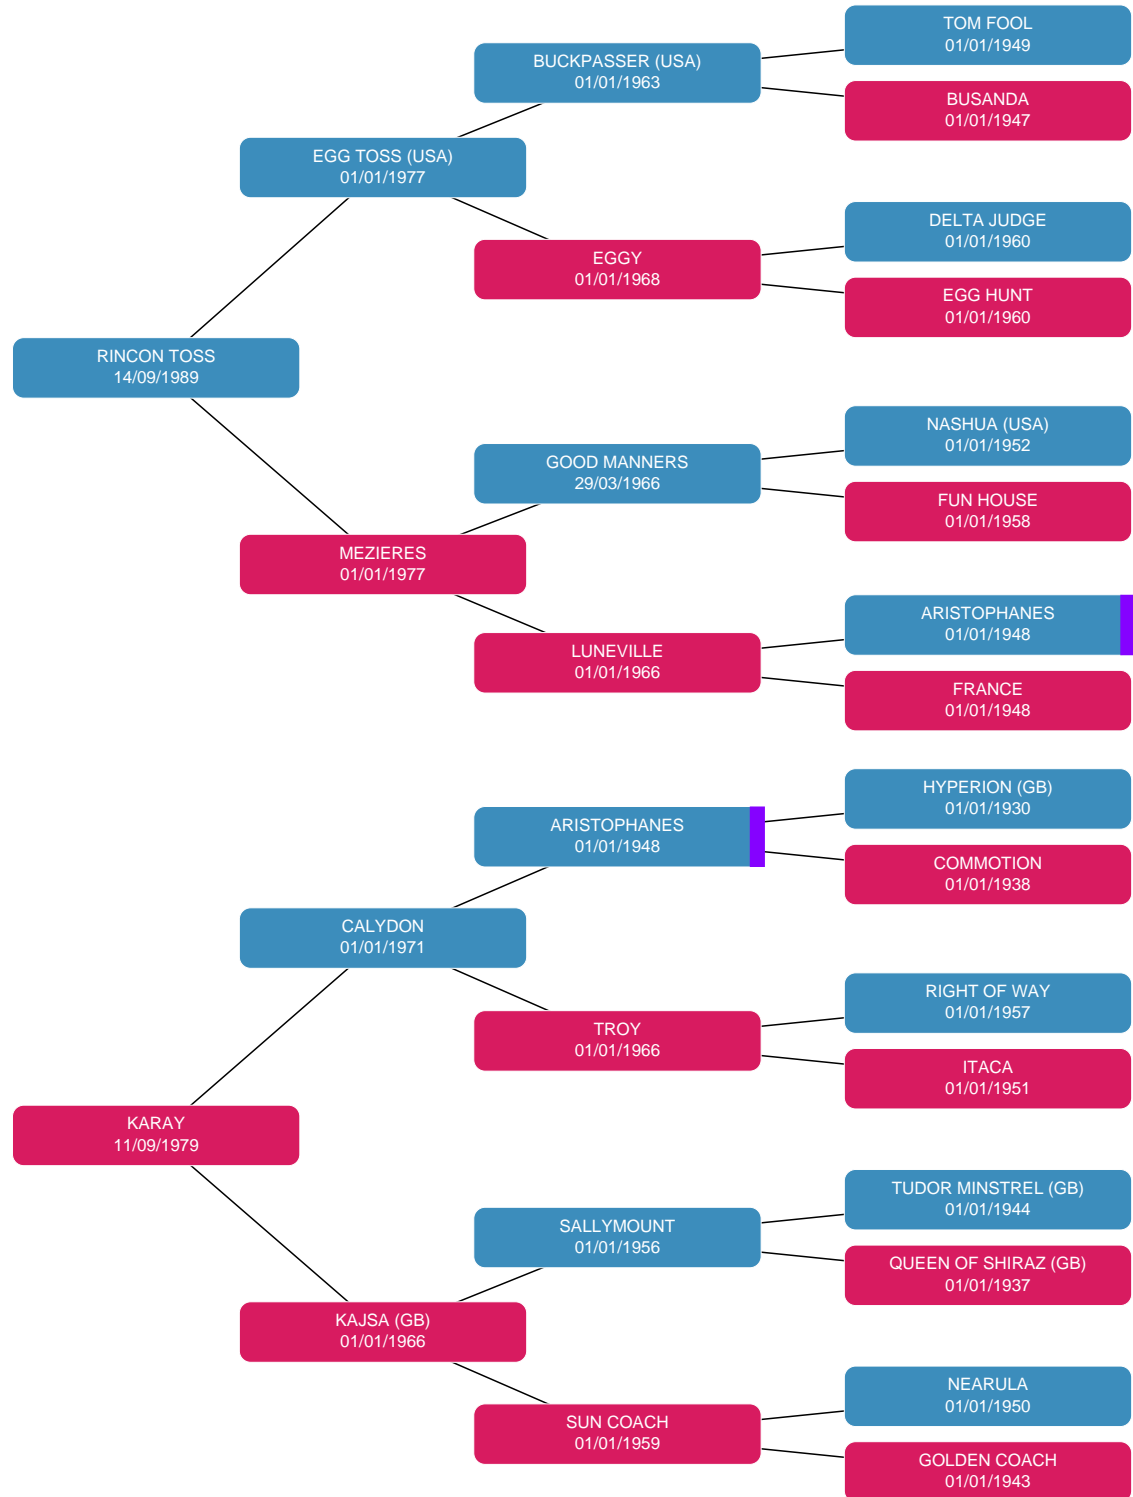 TOM FOOL
01/01/1949
BUCKPASSER (USA)
01/01/1963
BUSANDA
01/01/1947
EGG TOSS (USA)
01/01/1977
DELTA JUDGE
01/01/1960
EGGY
01/01/1968
EGG HUNT
01/01/1960
RINCON TOSS
14/09/1989
NASHUA (USA)
01/01/1952
GOOD MANNERS
29/03/1966
FUN HOUSE
01/01/1958
MEZIERES
01/01/1977
ARISTOPHANES
01/01/1948
LUNEVILLE
01/01/1966
FRANCE
01/01/1948
HYPERION (GB)
01/01/1930
ARISTOPHANES
01/01/1948
COMMOTION
01/01/1938
CALYDON
01/01/1971
RIGHT OF WAY
01/01/1957
TROY
01/01/1966
ITACA
01/01/1951
KARAY
11/09/1979
TUDOR MINSTREL (GB)
01/01/1944
SALLYMOUNT
01/01/1956
QUEEN OF SHIRAZ (GB)
01/01/1937
KAJSA (GB)
01/01/1966
NEARULA
01/01/1950
SUN COACH
01/01/1959
GOLDEN COACH
01/01/1943